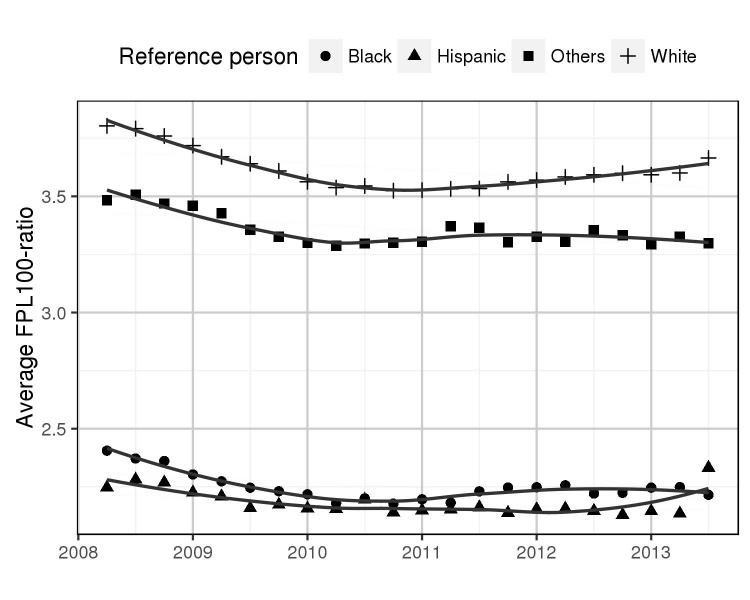 Reference person Black Hispanic Others White
Average FPL100-ratio
3.5
3.0
2.5
2008 2009 2010 2011 2012 2013